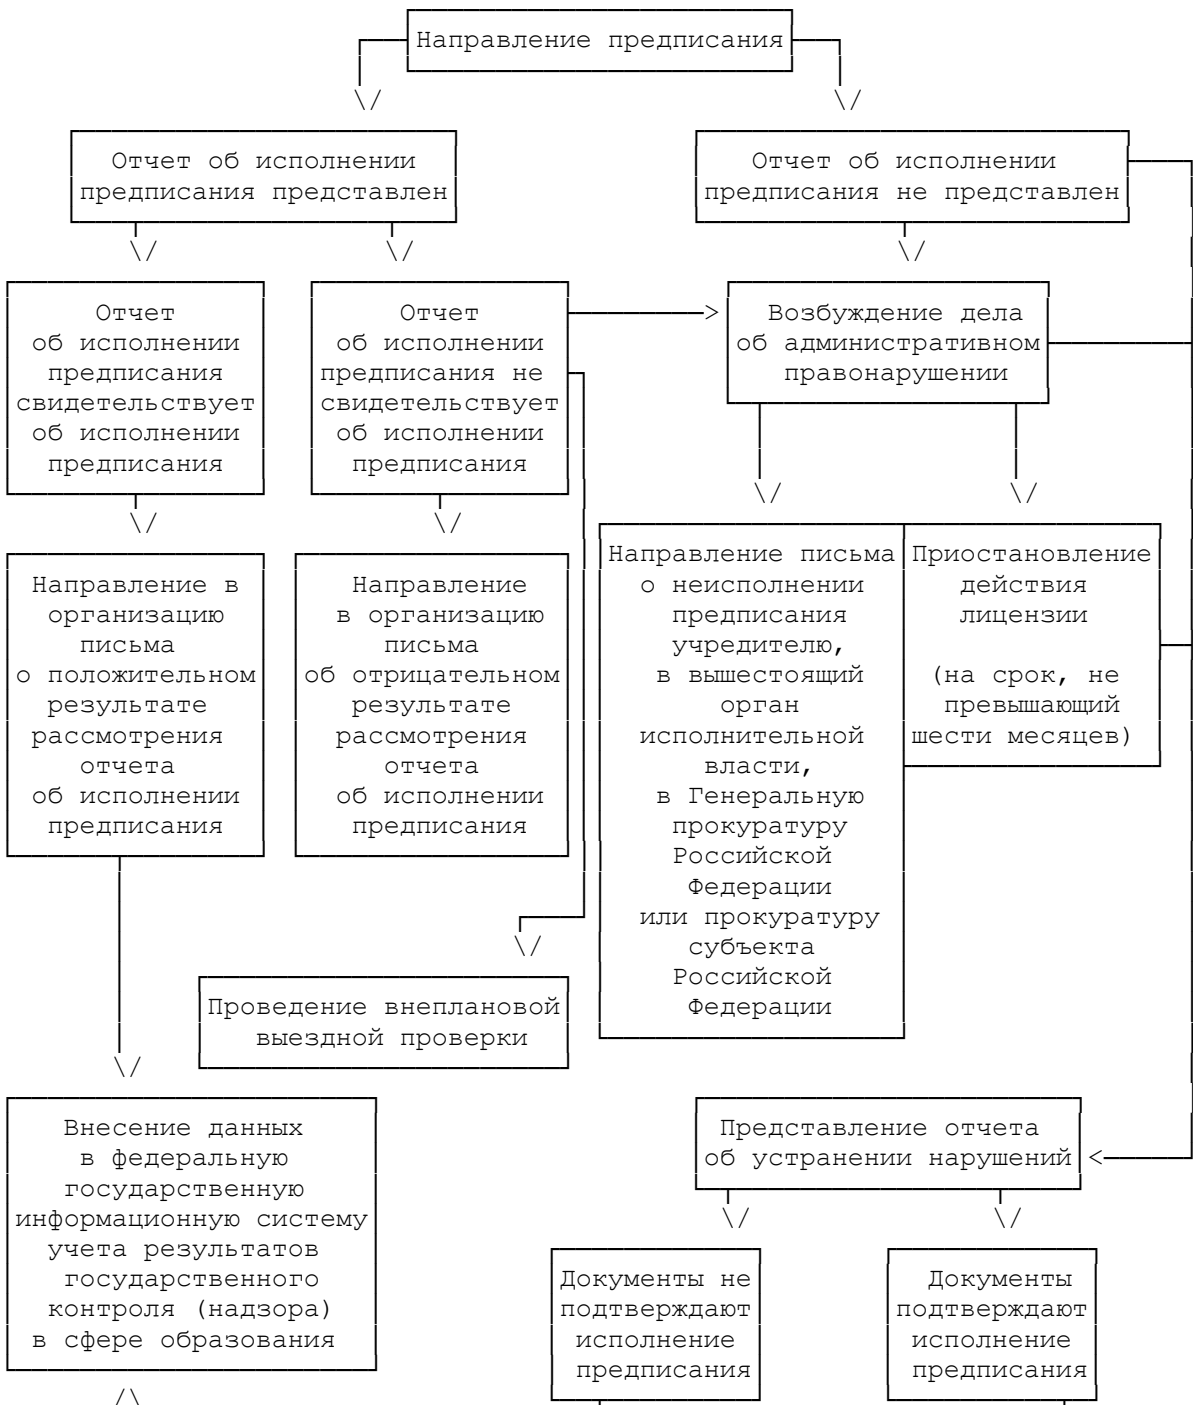 Направление предписания
Отчет об исполнении
предписания представлен
Отчет об исполнении
предписания не представлен
Отчет
об исполнении
предписания
свидетельствует
об исполнении
предписания
Отчет
об исполнении
предписания не
свидетельствует
об исполнении
предписания
Возбуждение дела
об административном
правонарушении
Направление в
организацию
письма
о положительном
результате
рассмотрения
отчета
об исполнении
предписания
Направление
в организацию
письма
об отрицательном
результате
рассмотрения
отчета
об исполнении
предписания
Направление письма
о неисполнении
предписания
учредителю,
в вышестоящий
орган
исполнительной
власти,
в Генеральную
прокуратуру
Российской
Федерации
или прокуратуру
субъекта
Российской
Федерации
Приостановление
действия
лицензии
(на срок, не
превышающий
шести месяцев)
Проведение внеплановой
выездной проверки
Внесение данных
в федеральную
государственную
информационную систему
учета результатов
государственного
контроля (надзора)
в сфере образования
Представление отчета
об устранении нарушений
Документы не
подтверждают
исполнение
предписания
Документы
подтверждают
исполнение
предписания